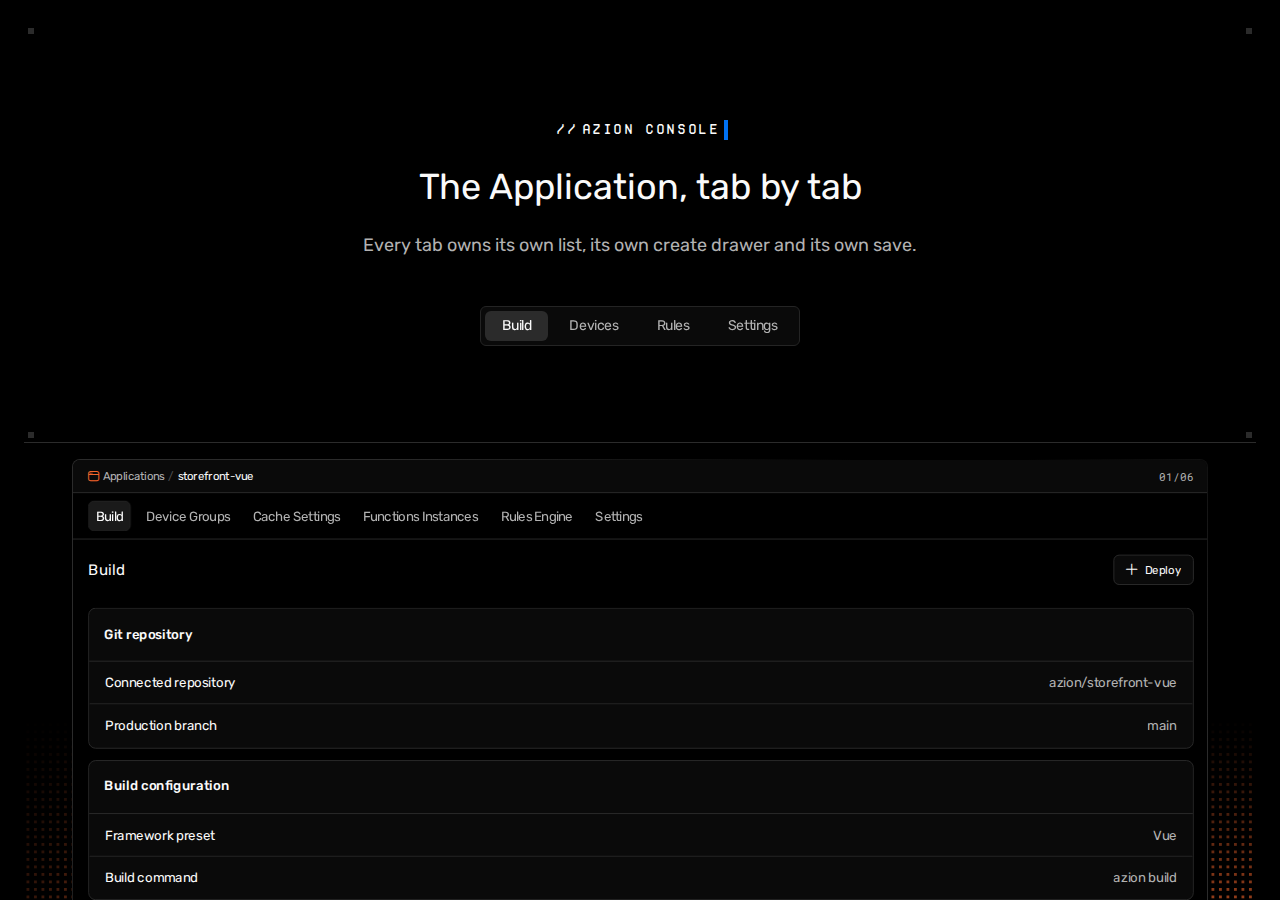 // AZION CONSOLE
The Application, tab by tab
Every tab owns its own list, its own create drawer and its own save.
Build Devices Rules Settings
Applications / storefront-vue 01/06
Build Device Groups Cache Settings Functions Instances Rules Engine Settings
Build Deploy
Git repository
Connected repository azion/storefront-vue
Production branch main
Build configuration
Framework preset Vue
Build command azion build